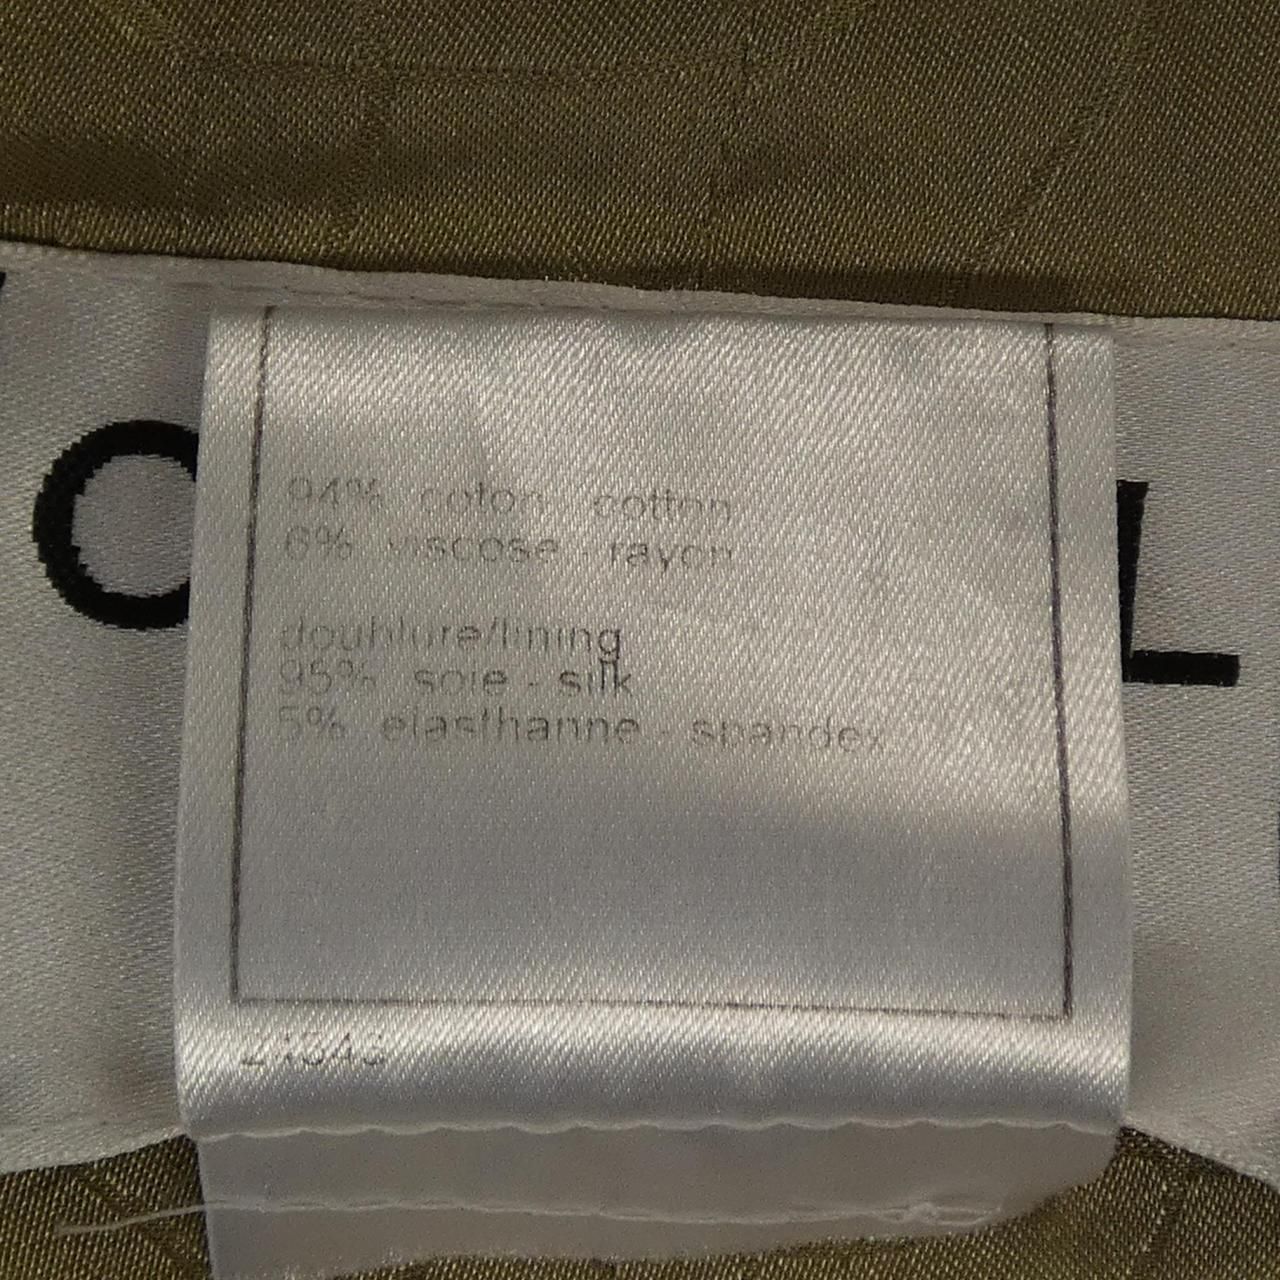 94% coton - cotton
6% viscose - rayon
doublure/lining
95% soie - silk
5% elasthanne - spandex
O
L